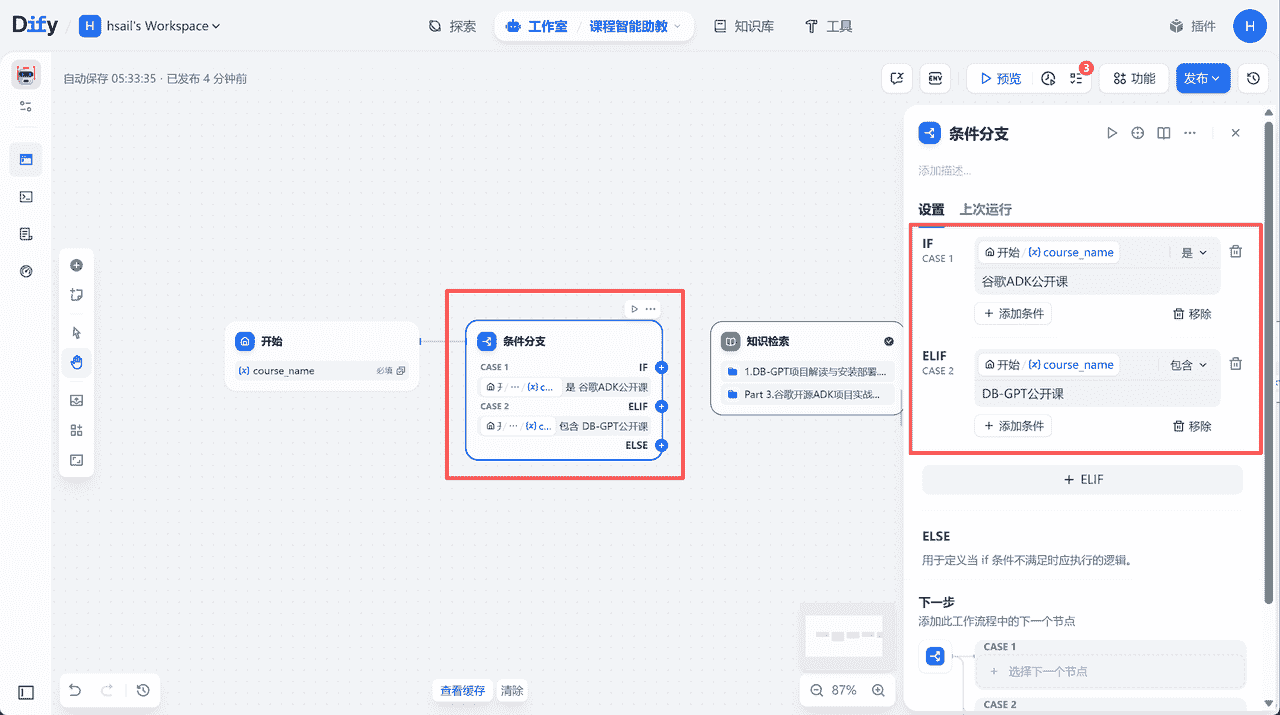 Dify
H hsail's Workspace
探索
工作室 / 课程智能助教
知识库
工具
插件
H
自动保存 05:33:35 · 已发布 4 分钟前
ENV
预览
3
功能
发布
开始
(x) course_name 必填
条件分支
CASE 1 IF
(x) c... 是 谷歌ADK公开课
CASE 2 ELIF
(x) c... 包含 DB-GPT公开课
ELSE
知识检索
1.DB-GPT项目解读与安装部署...
Part 3.谷歌开源ADK项目实战...
查看缓存 清除
87%
条件分支
添加描述...
设置 上次运行
IF
CASE 1
开始 / (x) course_name 是
谷歌ADK公开课
+ 添加条件 移除
ELIF
CASE 2
开始 / (x) course_name 包含
DB-GPT公开课
+ 添加条件 移除
+ ELIF
ELSE
用于定义当 if 条件不满足时应执行的逻辑。
下一步
添加此工作流程中的下一个节点
CASE 1
+ 选择下一个节点
CASE 2